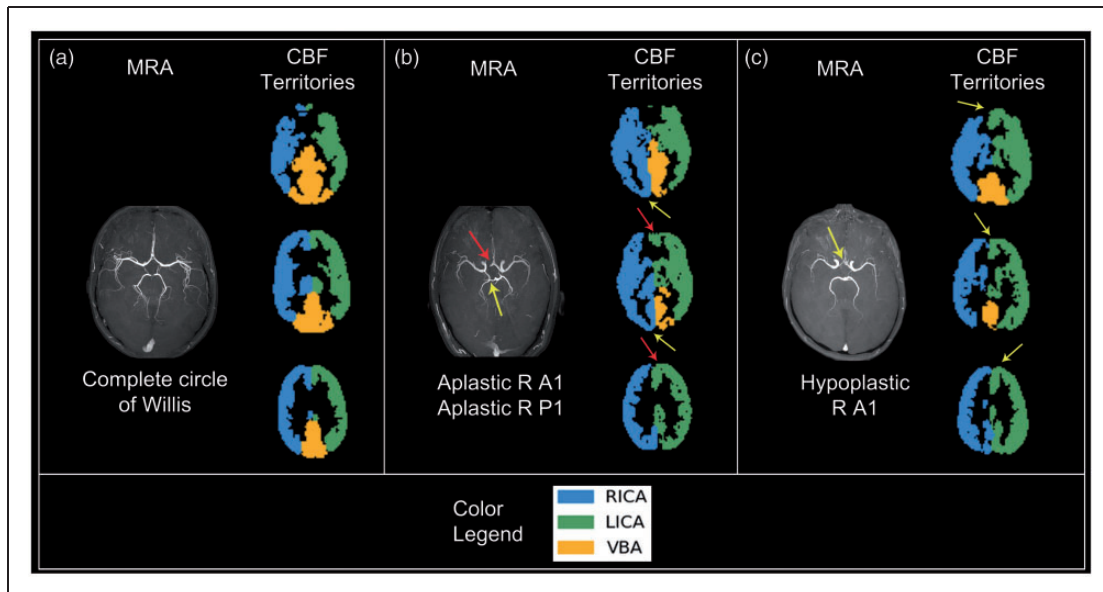 (a)
MRA
CBF
Territories
Complete circle
of Willis
(b)
MRA
CBF
Territories
Aplastic R A1
Aplastic R P1
(c)
MRA
CBF
Territories
Hypoplastic
R A1
Color
Legend
RICA
LICA
VBA